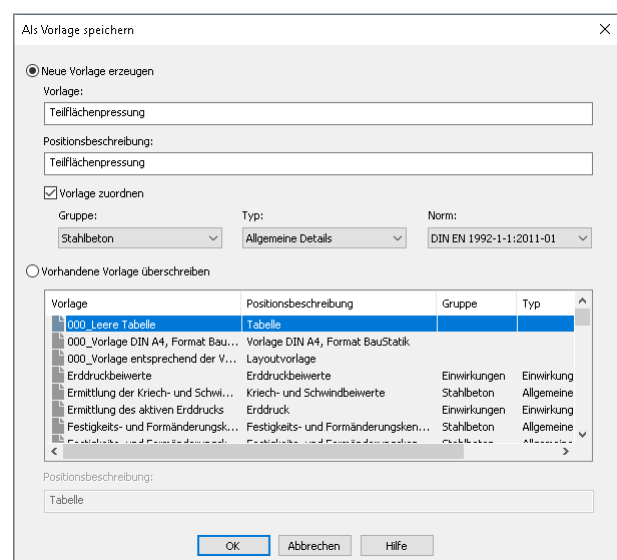 Als Vorlage speichern
Neue Vorlage erzeugen
Vorlage:
Teilflächenpressung
Positionsbeschreibung:
Teilflächenpressung
Vorlage zuordnen
Gruppe: Typ: Norm:
Stahlbeton Allgemeine Details DIN EN 1992-1-1:2011-01
Vorhandene Vorlage überschreiben
Vorlage Positionsbeschreibung Gruppe Typ
000_Leere Tabelle Tabelle
000_Vorlage DIN A4, Format Bau... Vorlage DIN A4, Format BauStatik
000_Vorlage entsprechend der V... Layoutvorlage
Erddruckbeiwerte Erddruckbeiwerte Einwirkungen Einwirkung
Ermittlung der Kriech- und Schwi... Kriech- und Schwindbeiwerte Stahlbeton Allgemeine
Ermittlung des aktiven Erddrucks Erddruck Einwirkungen Einwirkung
Festigkeits- und Formänderungsk... Festigkeits- und Formänderungsken... Stahlbeton Allgemeine
Positionsbeschreibung:
Tabelle
OK Abbrechen Hilfe